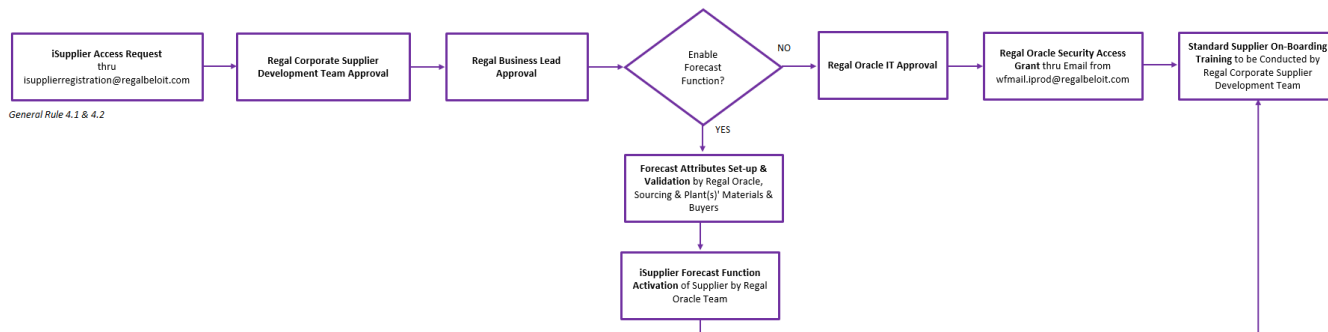 iSupplier Access Request
thru
isupplierregistration@regalbeloit.com
General Rule 4.1 & 4.2
Regal Corporate Supplier
Development Team Approval
Regal Business Lead
Approval
Enable
Forecast
Function?
NO
YES
Regal Oracle IT Approval
Regal Oracle Security Access
Grant thru Email from
wfmail.iprod@regalbeloit.com
Standard Supplier On-Boarding
Training to be Conducted by
Regal Corporate Supplier
Development Team
Forecast Attributes Set-up &
Validation by Regal Oracle,
Sourcing & Plant(s)' Materials &
Buyers
iSupplier Forecast Function
Activation of Supplier by Regal
Oracle Team